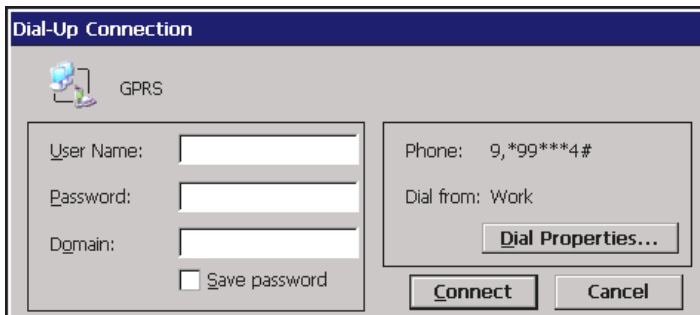 Dial-Up Connection
GPRS
User Name:
Password:
Domain:
Save password
Phone: 9,*99***4#
Dial from: Work
Dial Properties...
Connect
Cancel